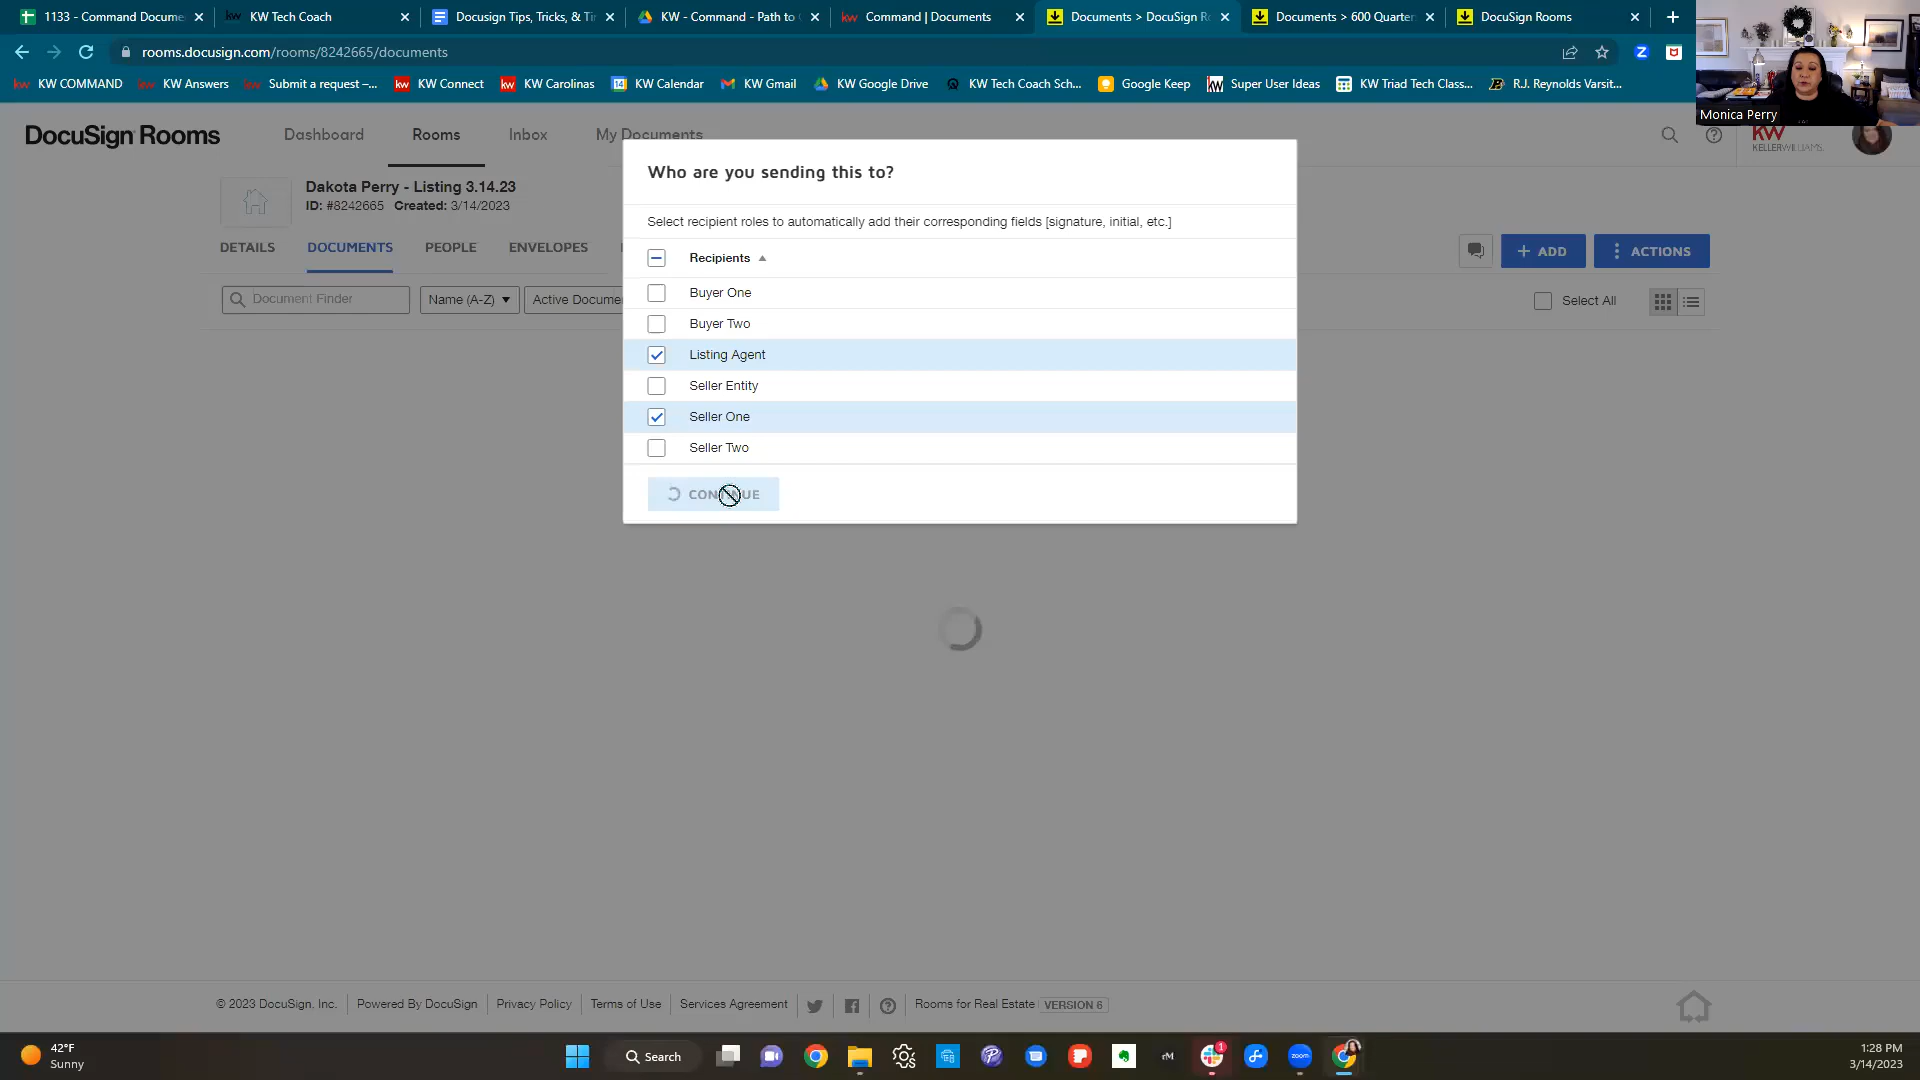 1133 - Command Docume
KW Tech Coach
Docusign Tips, Tricks, & Ti
KW - Command - Path to
Command | Documents
Documents > DocuSign R
Documents > 600 Quarter
DocuSign Rooms
rooms.docusign.com/rooms/8242665/documents
KW COMMAND
KW Answers
Submit a request –...
KW Connect
KW Carolinas
KW Calendar
KW Gmail
KW Google Drive
KW Tech Coach Sch...
Google Keep
Super User Ideas
KW Triad Tech Class...
R.J. Reynolds Varsit...
Monica Perry
DocuSign Rooms
Dashboard
Rooms
Inbox
My Documents
KW
KELLERWILLIAMS.
Dakota Perry - Listing 3.14.23
ID: #8242665 Created: 3/14/2023
DETAILS
DOCUMENTS
PEOPLE
ENVELOPES
ADD
ACTIONS
Document Finder
Name (A-Z)
Active Docume
Select All
Who are you sending this to?
Select recipient roles to automatically add their corresponding fields [signature, initial, etc.]
Recipients
Buyer One
Buyer Two
Listing Agent
Seller Entity
Seller One
Seller Two
CONTINUE
© 2023 DocuSign, Inc.
Powered By DocuSign
Privacy Policy
Terms of Use
Services Agreement
Rooms for Real Estate
VERSION 6
42°F
Sunny
Search
rM
1
zoom
1:28 PM
3/14/2023